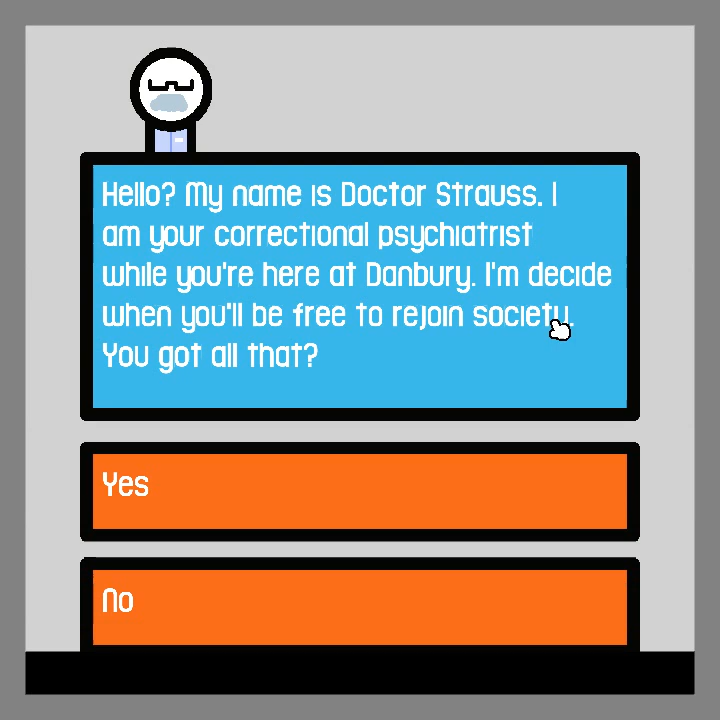 Hello? My name is Doctor Strauss. I
am your correctional psychiatrist
while you're here at Danbury. I'm decide
when you'll be free to rejoin society.
You got all that?
Yes
No